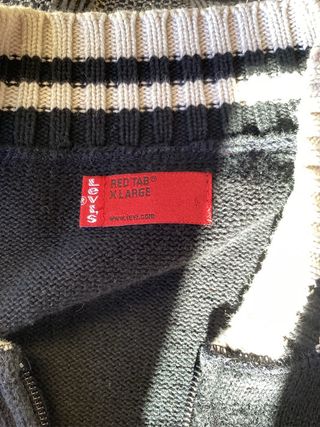 LEVI'S®
RED TAB®
X LARGE
www.levi.com